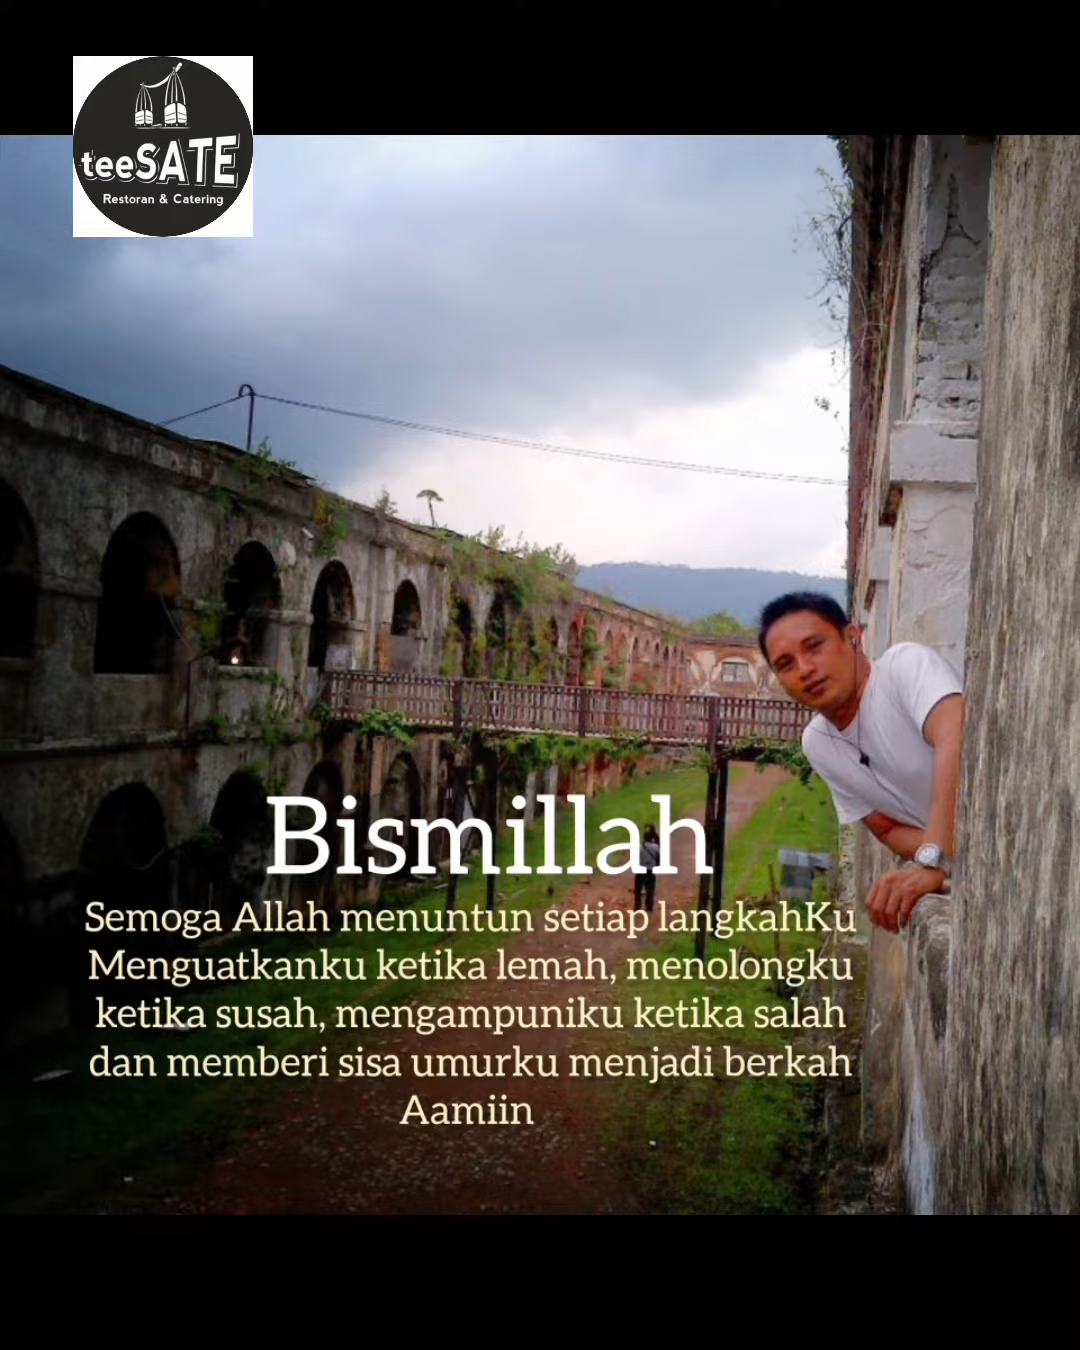 teeSATE
Restoran & Catering
Bismillah
Semoga Allah menuntun setiap langkahKu
Menguatkanku ketika lemah, menolongku
ketika susah, mengampuniku ketika salah
dan memberi sisa umurku menjadi berkah
Aamiin